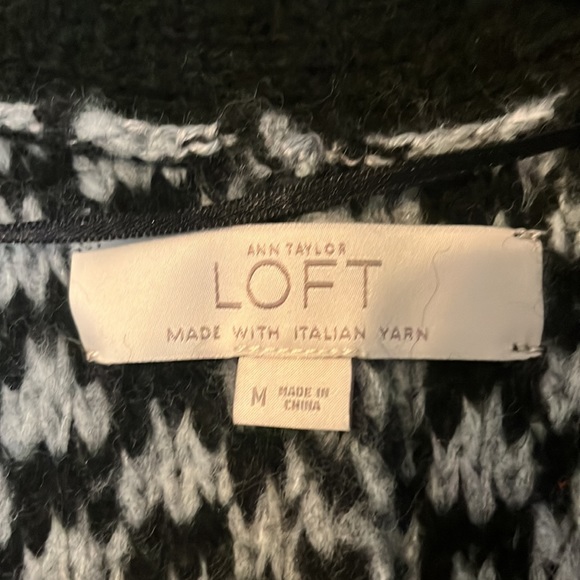 ANN TAYLOR
LOFT
MADE WITH ITALIAN YARN
M
MADE IN
CHINA